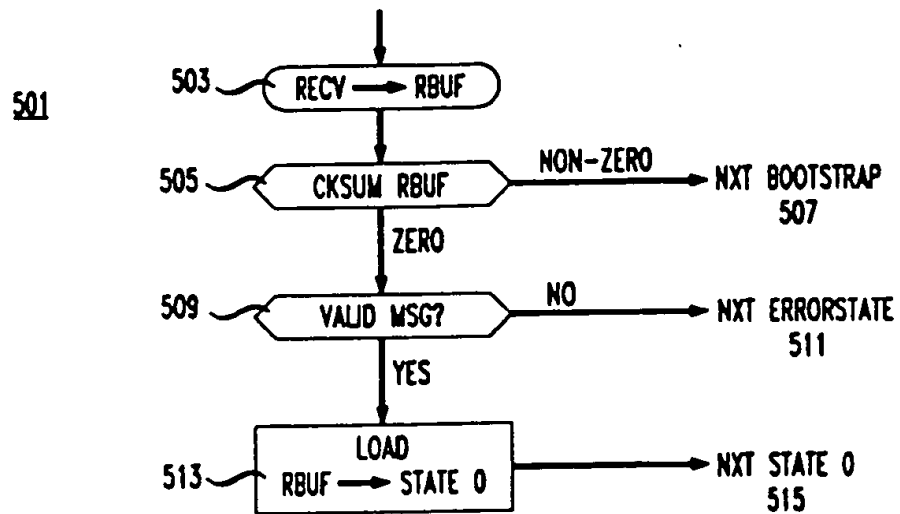 501
503
RECV → RBUF
505
CKSUM RBUF
NON-ZERO
NXT BOOTSTRAP
507
ZERO
509
VALID MSG?
NO
NXT ERRORSTATE
511
YES
513
LOAD
RBUF → STATE 0
NXT STATE 0
515